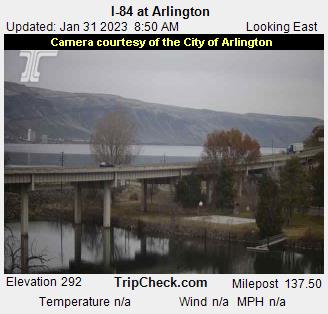 I-84 at Arlington
Updated: Jan 31 2023 8:50 AM Looking East
Camera courtesy of the City of Arlington
Elevation 292 TripCheck.com Milepost 137.50
Temperature n/a Wind n/a MPH n/a